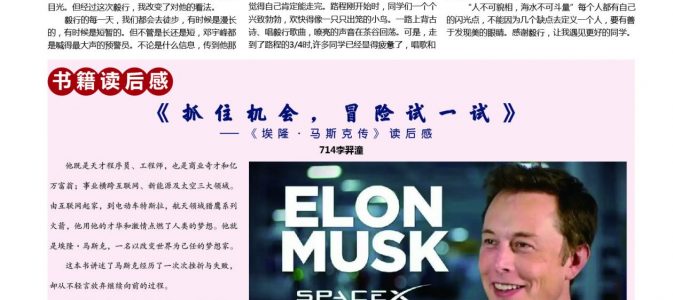 目光。但经过这次毅行，我改变了对他的看法。
毅行的每一天，我们都会去徒步，有时候是漫长
的，有时候是短暂的。但不管是长还是短，邓宇峰都
是喊得最大声的预警员。不论是什么信息，传到他那
觉得自己肯定能走完。路程刚开始时，同学们一个个
兴致勃勃，欢快得像一只只出笼的小鸟。一路上背古
诗、唱毅行歌曲，嘹亮的声音在茶谷回荡。可是，走
到了路程的3/4时,许多同学已经显得疲惫了，唱歌和
“人不可貌相，海水不可斗量”每个人都有自己
的闪光点，不能因为几个缺点去定义一个人，要有善
于发现美的眼睛。感谢毅行，让我遇见更好的同学。
书籍读后感
《抓住机会，冒险试一试》
——《埃隆·马斯克传》读后感
714李羿潼
他既是天才程序员、工程师，也是商业奇才和亿
万富翁；事业横跨互联网、新能源及太空三大领域。
由互联网起家，到电动车特斯拉，航天领域猎鹰系列
火箭，他用他的才华和激情点燃了人类的梦想。他就
是埃隆·马斯克，一名以改变世界为己任的梦想家。
这本书讲述了马斯克经历了一次次挫折与失败，
却从不轻言放弃继续向前的过程。
ELON
MUSK
SPACEX